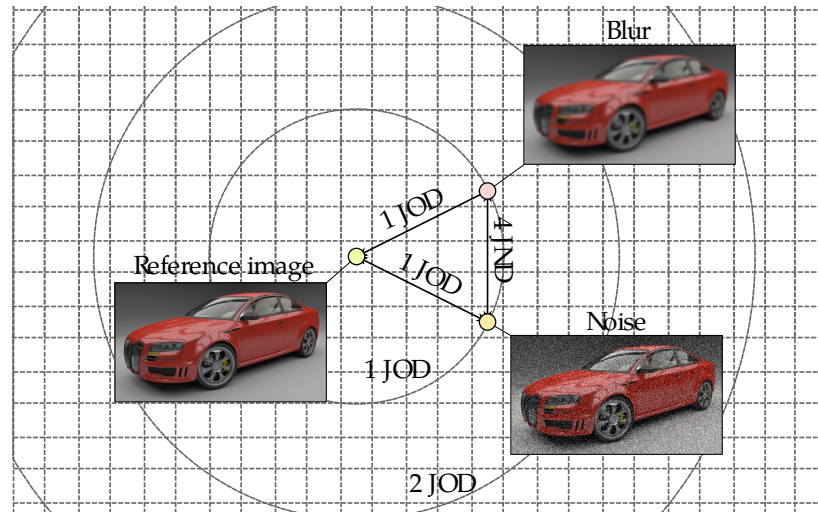 Blur
1 JOD
4 JND
Reference image
1 JOD
Noise
1 JOD
2 JOD